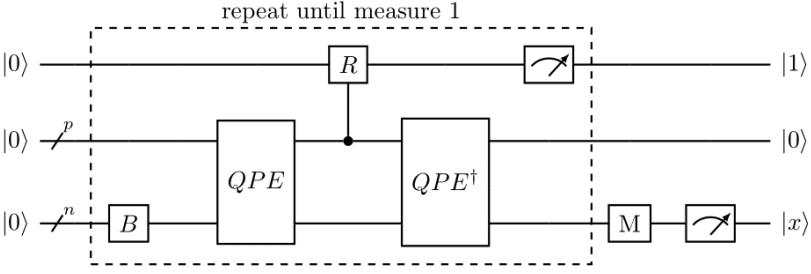 repeat until measure 1
|0⟩ R |1⟩
|0⟩ p QPE QPE† |0⟩
|0⟩ n B M |x⟩